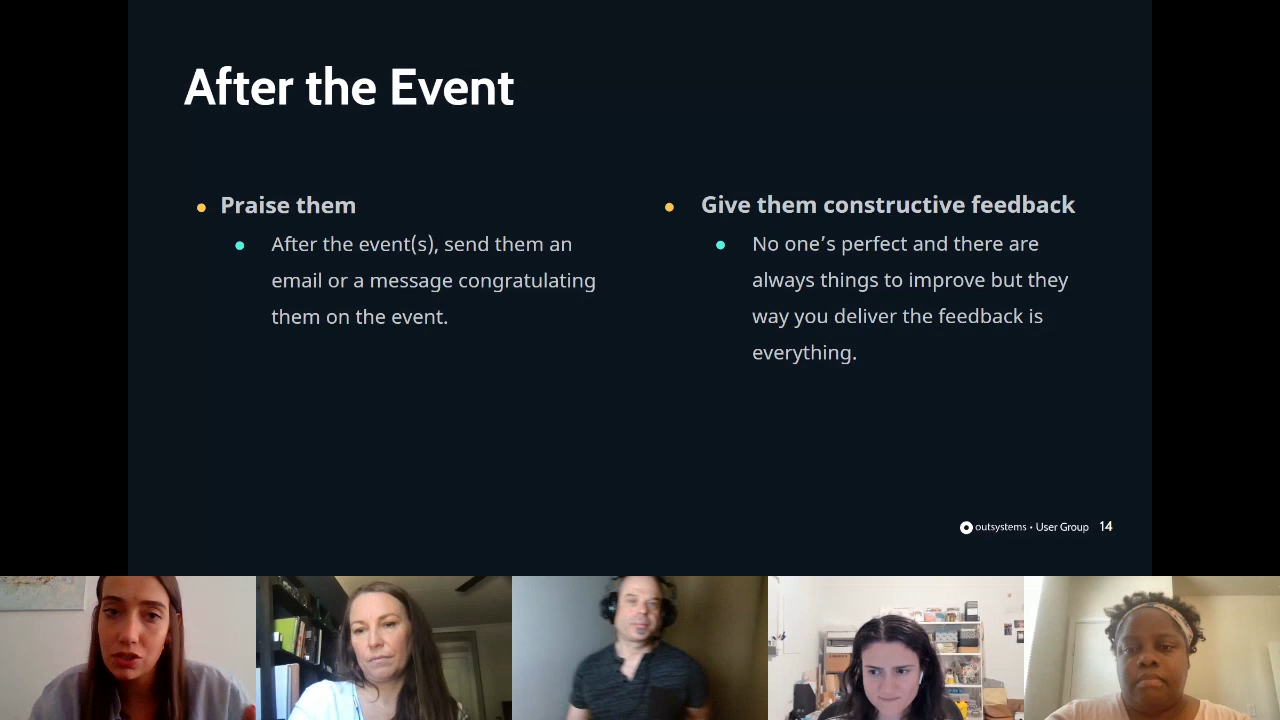 After the Event
Praise them
After the event(s), send them an
email or a message congratulating
them on the event.
Give them constructive feedback
No one’s perfect and there are
always things to improve but they
way you deliver the feedback is
everything.
outsystems • User Group 14